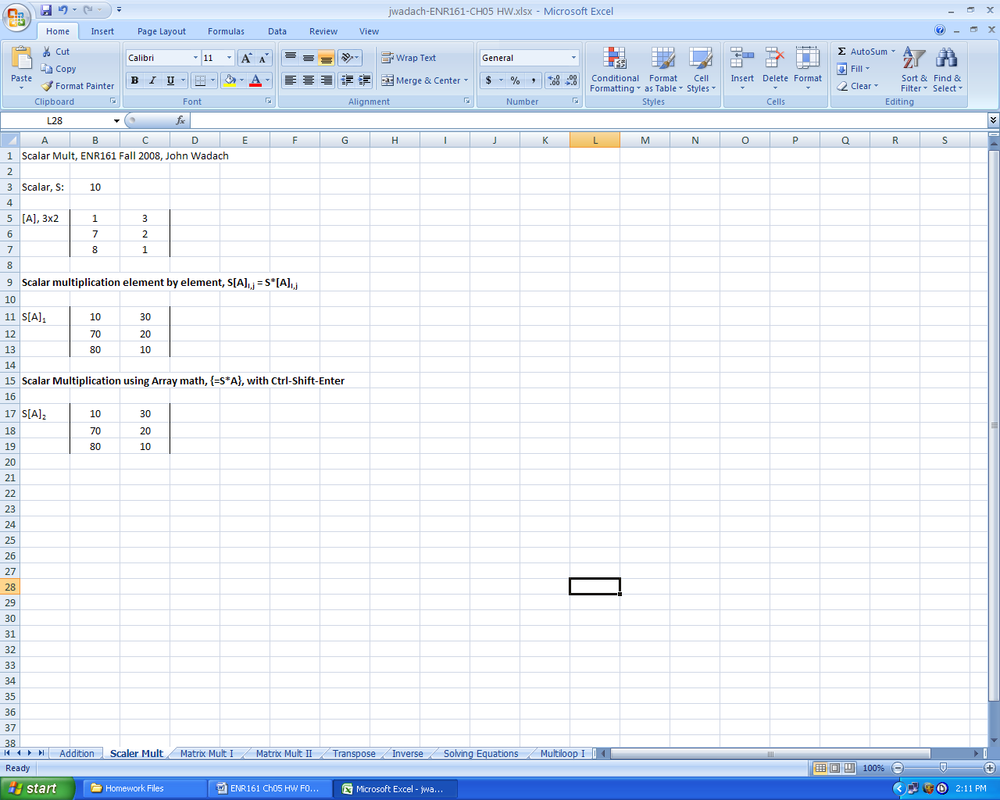 jwadach-ENR161-CH05 HW.xlsx - Microsoft Excel
Home Insert Page Layout Formulas Data Review View
Paste Cut Copy Format Painter
Clipboard
Calibri 11
B I U A
Font
Wrap Text
Merge & Center
Alignment
General
$ % ,
Number
Conditional Formatting Format as Table Cell Styles
Styles
Insert Delete Format
Cells
Σ AutoSum
Fill
Clear
Sort & Filter Find & Select
Editing
L28 fx
A B C D E F G H I J K L M N O P Q R S
1 Scalar Mult, ENR161 Fall 2008, John Wadach
2
3 Scalar, S: 10
4
5 [A], 3x2 1 3
6 7 2
7 8 1
8
9 Scalar multiplication element by element, S[A]I,j = S*[A]I,j
10
11 S[A]1 10 30
12 70 20
13 80 10
14
15 Scalar Multiplication using Array math, {=S*A}, with Ctrl-Shift-Enter
16
17 S[A]2 10 30
18 70 20
19 80 10
20
21
22
23
24
25
26
27
28
29
30
31
32
33
34
35
36
37
38
Addition Scaler Mult Matrix Mult I Matrix Mult II Transpose Inverse Solving Equations Multiloop I
Ready 100%
start Homework Files ENR161 Ch05 HW F0... Microsoft Excel - jwa... 2:11 PM